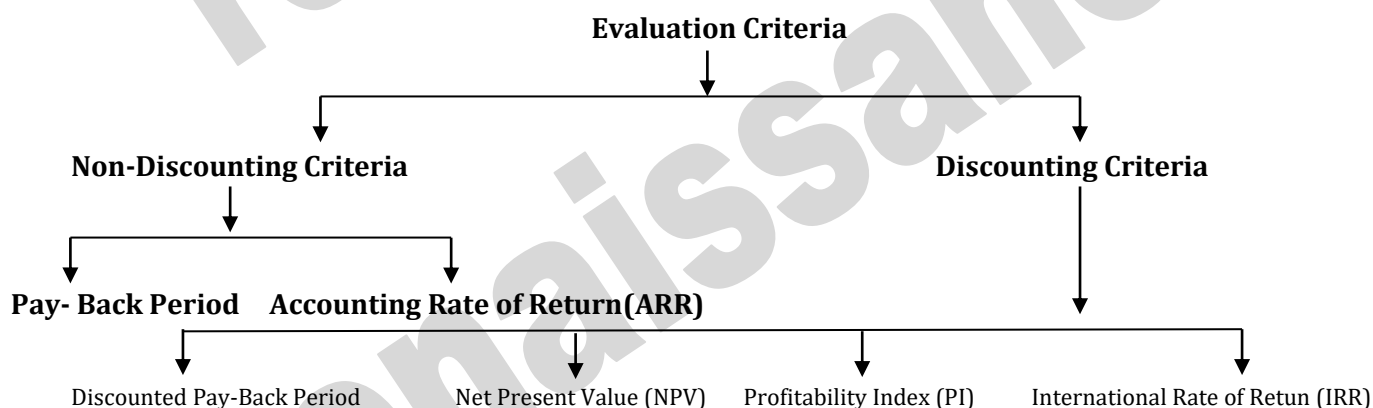 Evaluation Criteria
Non-Discounting Criteria Discounting Criteria
Pay- Back Period Accounting Rate of Return(ARR)
Discounted Pay-Back Period Net Present Value (NPV) Profitability Index (PI) International Rate of Retun (IRR)